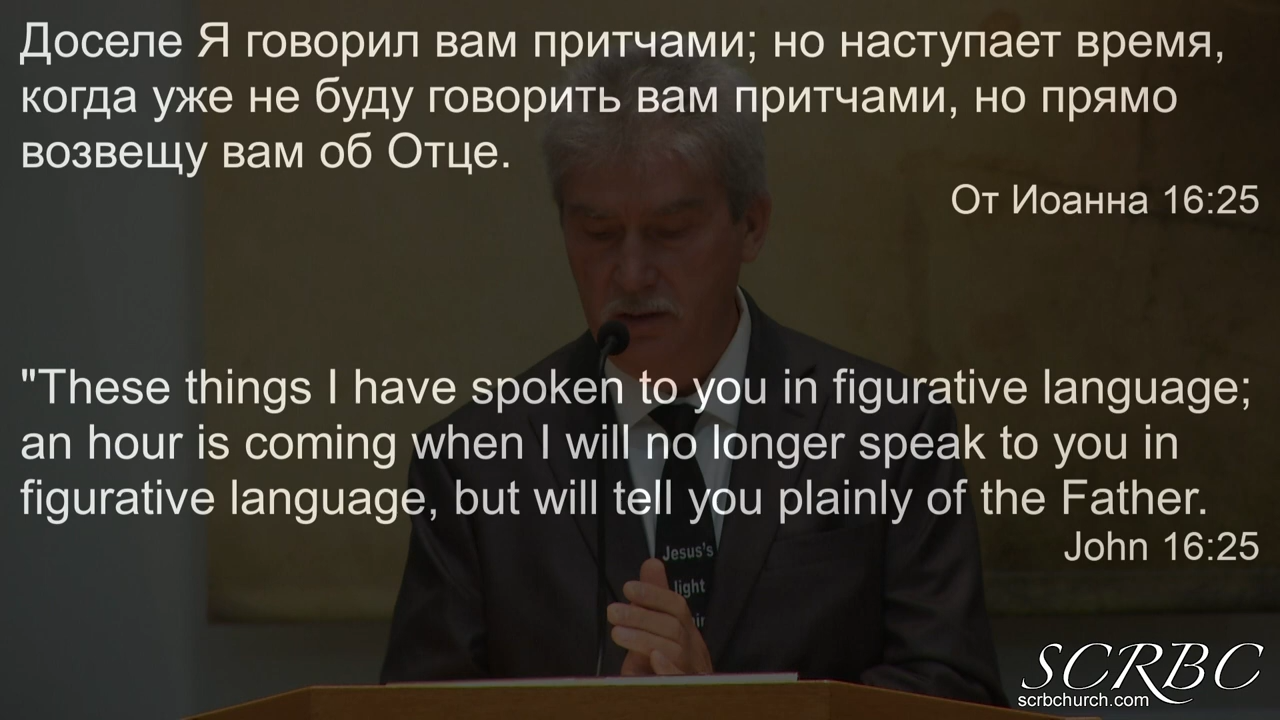 Доселе Я говорил вам притчами; но наступает время,
когда уже не буду говорить вам притчами, но прямо
возвещу вам об Отце.
От Иоанна 16:25
"These things I have spoken to you in figurative language;
an hour is coming when I will no longer speak to you in
figurative language, but will tell you plainly of the Father.
John 16:25
Jesus's
light
SCRBC
scrbchurch.com